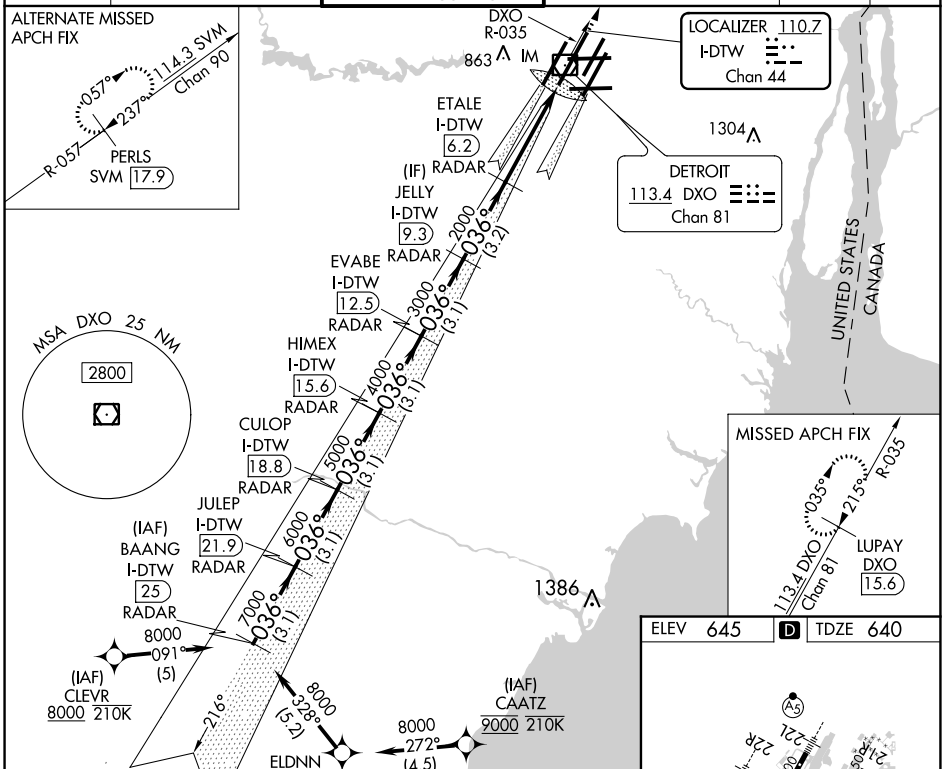 ALTERNATE MISSED
APCH FIX
057°
237°
114.3 SVM
Chan 90
R-057
PERLS
SVM 17.9
DXO
R-035
863
IM
LOCALIZER 110.7
I-DTW
Chan 44
1304
DETROIT
113.4 DXO
Chan 81
ETALE
I-DTW
6.2
RADAR
(IF)
JELLY
I-DTW
9.3
RADAR
2000
036°
(3.2)
EVABE
I-DTW
12.5
RADAR
3000
036°
(3.1)
HIMEX
I-DTW
15.6
RADAR
4000
036°
(3.1)
CULOP
I-DTW
18.8
RADAR
5000
036°
(3.1)
JULEP
I-DTW
21.9
RADAR
6000
036°
(3.1)
(IAF)
BAANG
I-DTW
25
RADAR
7000
036°
(3.1)
UNITED STATES
CANADA
MSA DXO 25 NM
2800
MISSED APCH FIX
035°
215°
R-035
113.4 DXO
Chan 81
LUPAY
DXO
15.6
1386
8000
091°
(5)
(IAF)
CLEVR
8000 210K
216°
8000
328°
(5.2)
ELDNN
8000
272°
(4.5)
(IAF)
CAATZ
9000 210K
ELEV 645
D
TDZE 640
A5
22R
22L